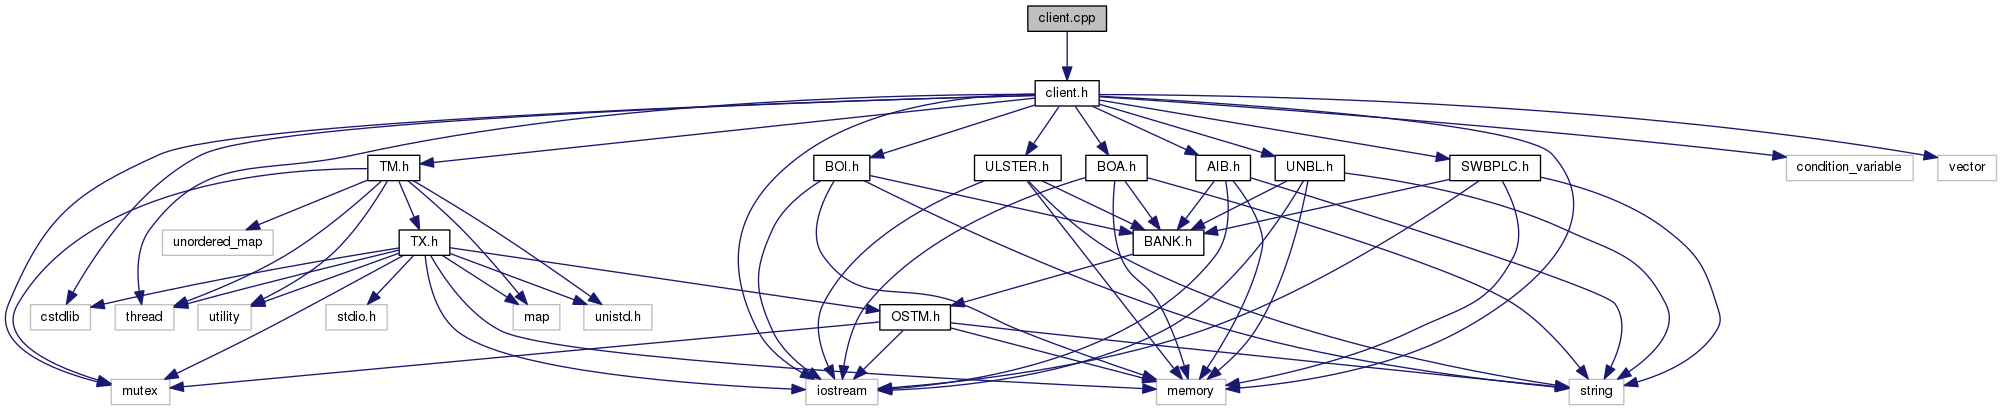 client.cpp
client.h
TM.h
BOI.h
ULSTER.h
BOA.h
AIB.h
UNBL.h
SWBPLC.h
condition_variable
vector
unordered_map
TX.h
BANK.h
cstdlib
thread
utility
stdio.h
map
unistd.h
OSTM.h
mutex
iostream
memory
string